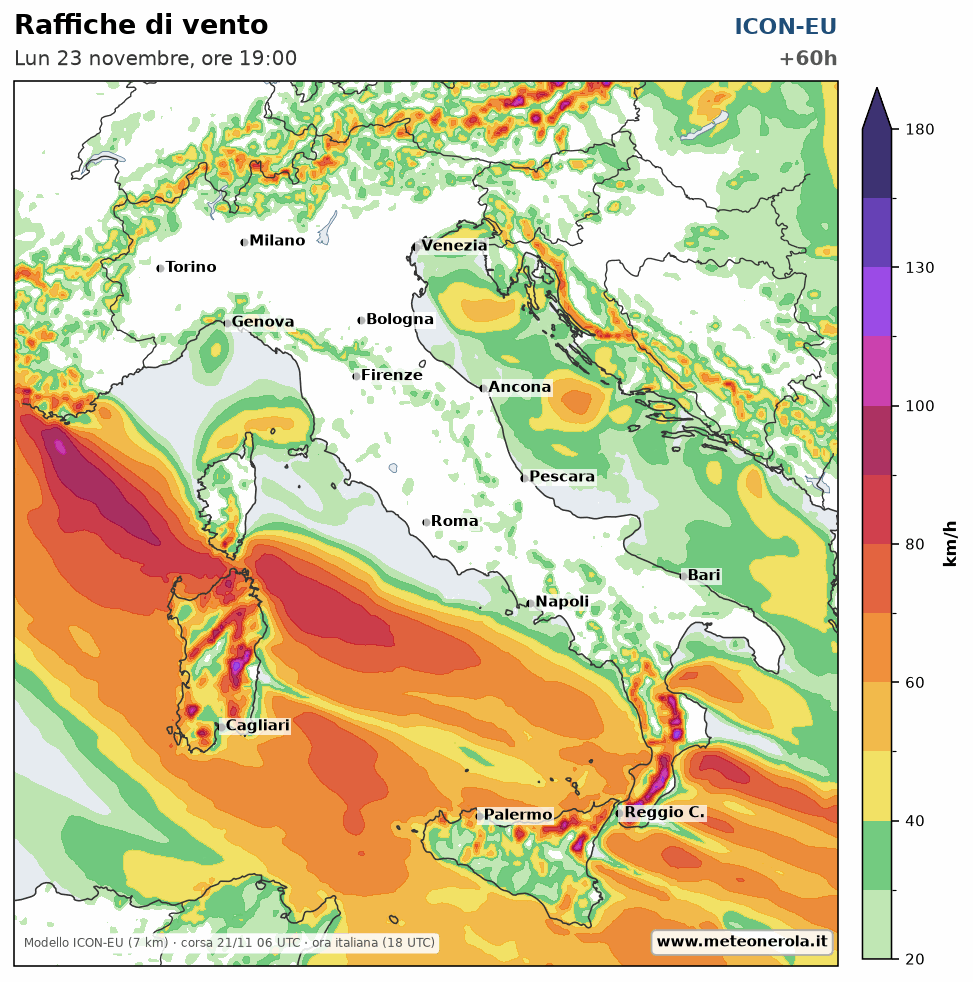 Raffiche di vento
ICON-EU
Lun 23 novembre, ore 19:00
+60h
180
130
100
80
60
40
20
km/h
Milano
Venezia
Torino
Genova
Bologna
Firenze
Ancona
Pescara
Roma
Bari
Napoli
Cagliari
Palermo
Reggio C.
Modello ICON-EU (7 km) · corsa 21/11 06 UTC · ora italiana (18 UTC)
www.meteonerola.it